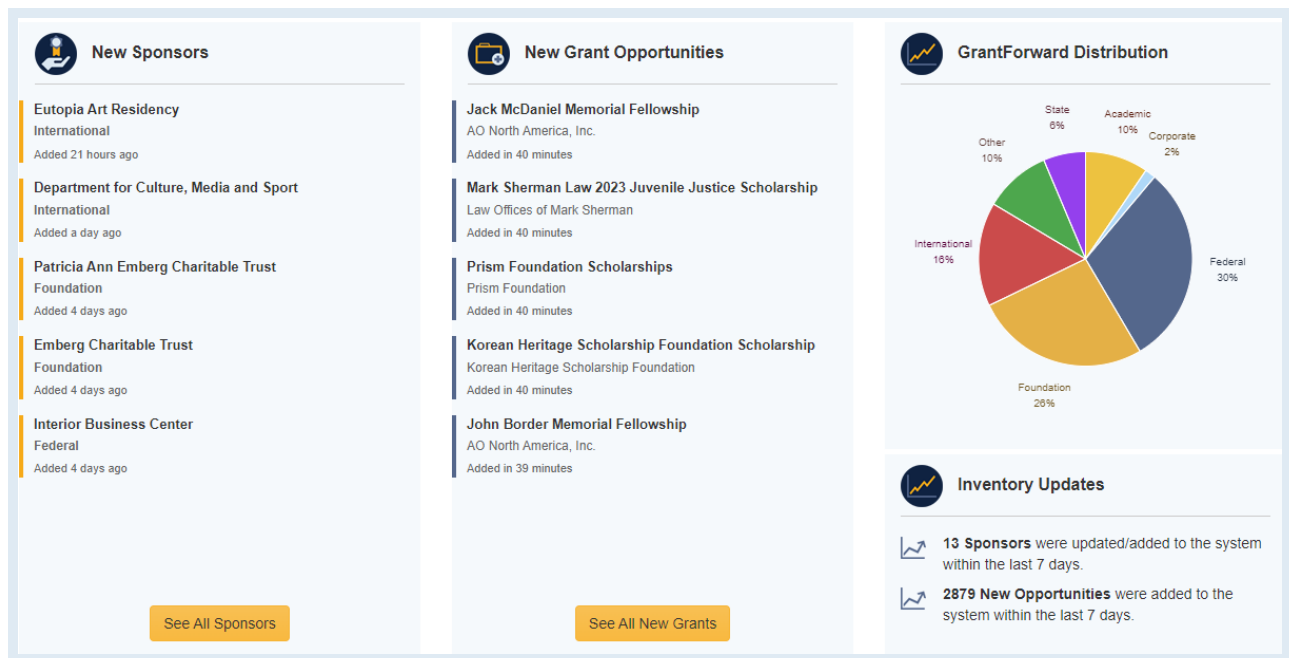 New Sponsors
Eutopia Art Residency
International
Added 21 hours ago
Department for Culture, Media and Sport
International
Added a day ago
Patricia Ann Emberg Charitable Trust
Foundation
Added 4 days ago
Emberg Charitable Trust
Foundation
Added 4 days ago
Interior Business Center
Federal
Added 4 days ago
See All Sponsors
New Grant Opportunities
Jack McDaniel Memorial Fellowship
AO North America, Inc.
Added in 40 minutes
Mark Sherman Law 2023 Juvenile Justice Scholarship
Law Offices of Mark Sherman
Added in 40 minutes
Prism Foundation Scholarships
Prism Foundation
Added in 40 minutes
Korean Heritage Scholarship Foundation Scholarship
Korean Heritage Scholarship Foundation
Added in 40 minutes
John Border Memorial Fellowship
AO North America, Inc.
Added in 39 minutes
See All New Grants
GrantForward Distribution
State
6%
Academic
10%
Corporate
2%
Other
10%
International
16%
Federal
30%
Foundation
26%
Inventory Updates
13 Sponsors were updated/added to the system
within the last 7 days.
2879 New Opportunities were added to the
system within the last 7 days.